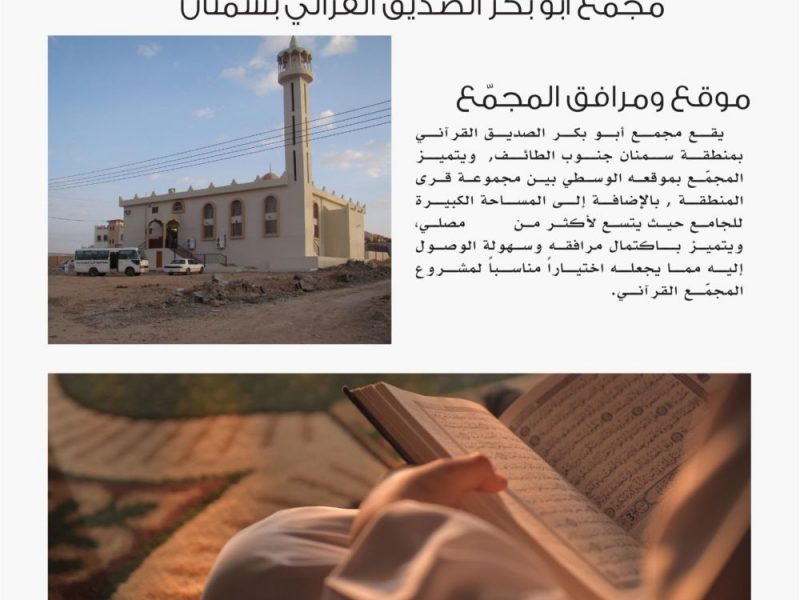 مجمع أبو بكر الصديق القرآني بسمنان
موقع ومرافق المجمّع
يقع مجمع أبو بكر الصديق القرآني
بمنطقة سمنان جنوب الطائف, ويتميز
المجمّع بموقعه الوسطي بين مجموعة قرى
المنطقة , بالإضافة إلى المساحة الكبيرة
للجامع حيث يتسع لأكثر من مصلي،
ويتميز باكتمال مرافقه وسهولة الوصول
إليه مما يجعله اختياراً مناسباً لمشروع
المجمّع القرآني.